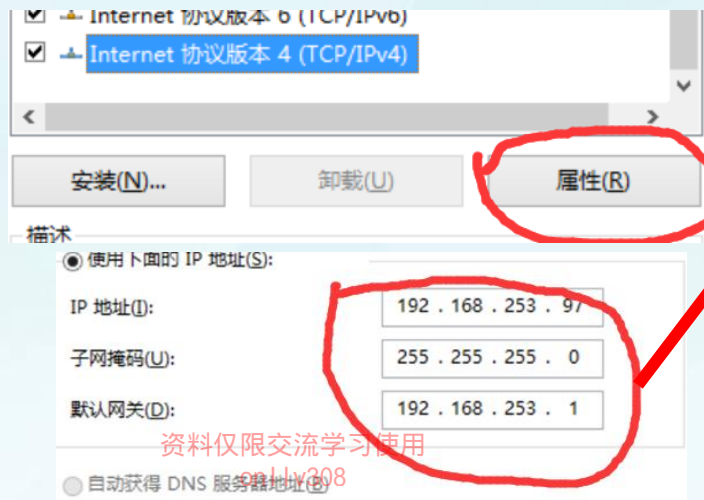 Internet 协议版本 6 (TCP/IPv6)
Internet 协议版本 4 (TCP/IPv4)
安装(N)... 卸载(U) 属性(R)
描述
使用下面的 IP 地址(S):
IP 地址(I): 192 . 168 . 253 . 97
子网掩码(U): 255 . 255 . 255 . 0
默认网关(D): 192 . 168 . 253 . 1
资料仅限交流学习使用
自动获得 DNS 服务器地址(B)